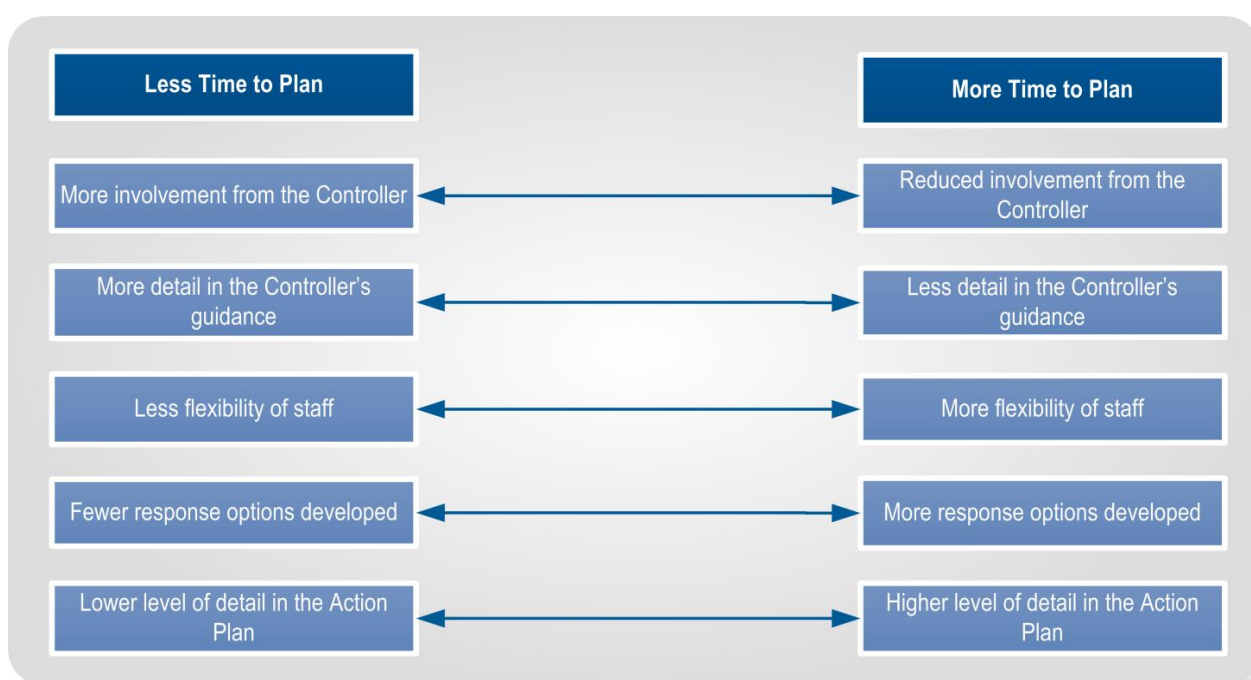 Less Time to Plan
More Time to Plan
More involvement from the Controller
Reduced involvement from the
Controller
More detail in the Controller’s
guidance
Less detail in the Controller’s
guidance
Less flexibility of staff
More flexibility of staff
Fewer response options developed
More response options developed
Lower level of detail in the Action
Plan
Higher level of detail in the Action
Plan